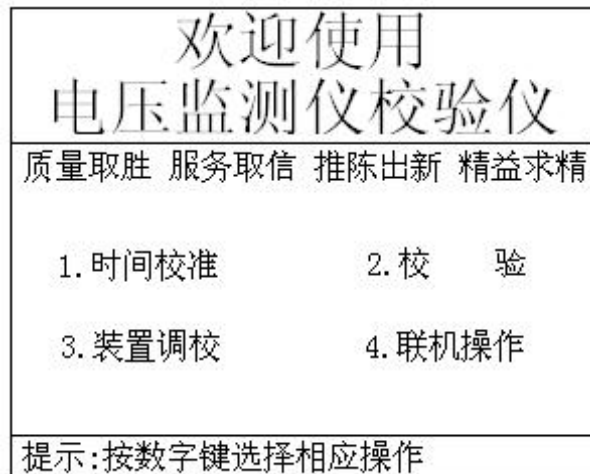 欢迎使用
电压监测仪校验仪
质量取胜 服务取信 推陈出新 精益求精
1.时间校准 2.校 验
3.装置调校 4.联机操作
提示:按数字键选择相应操作